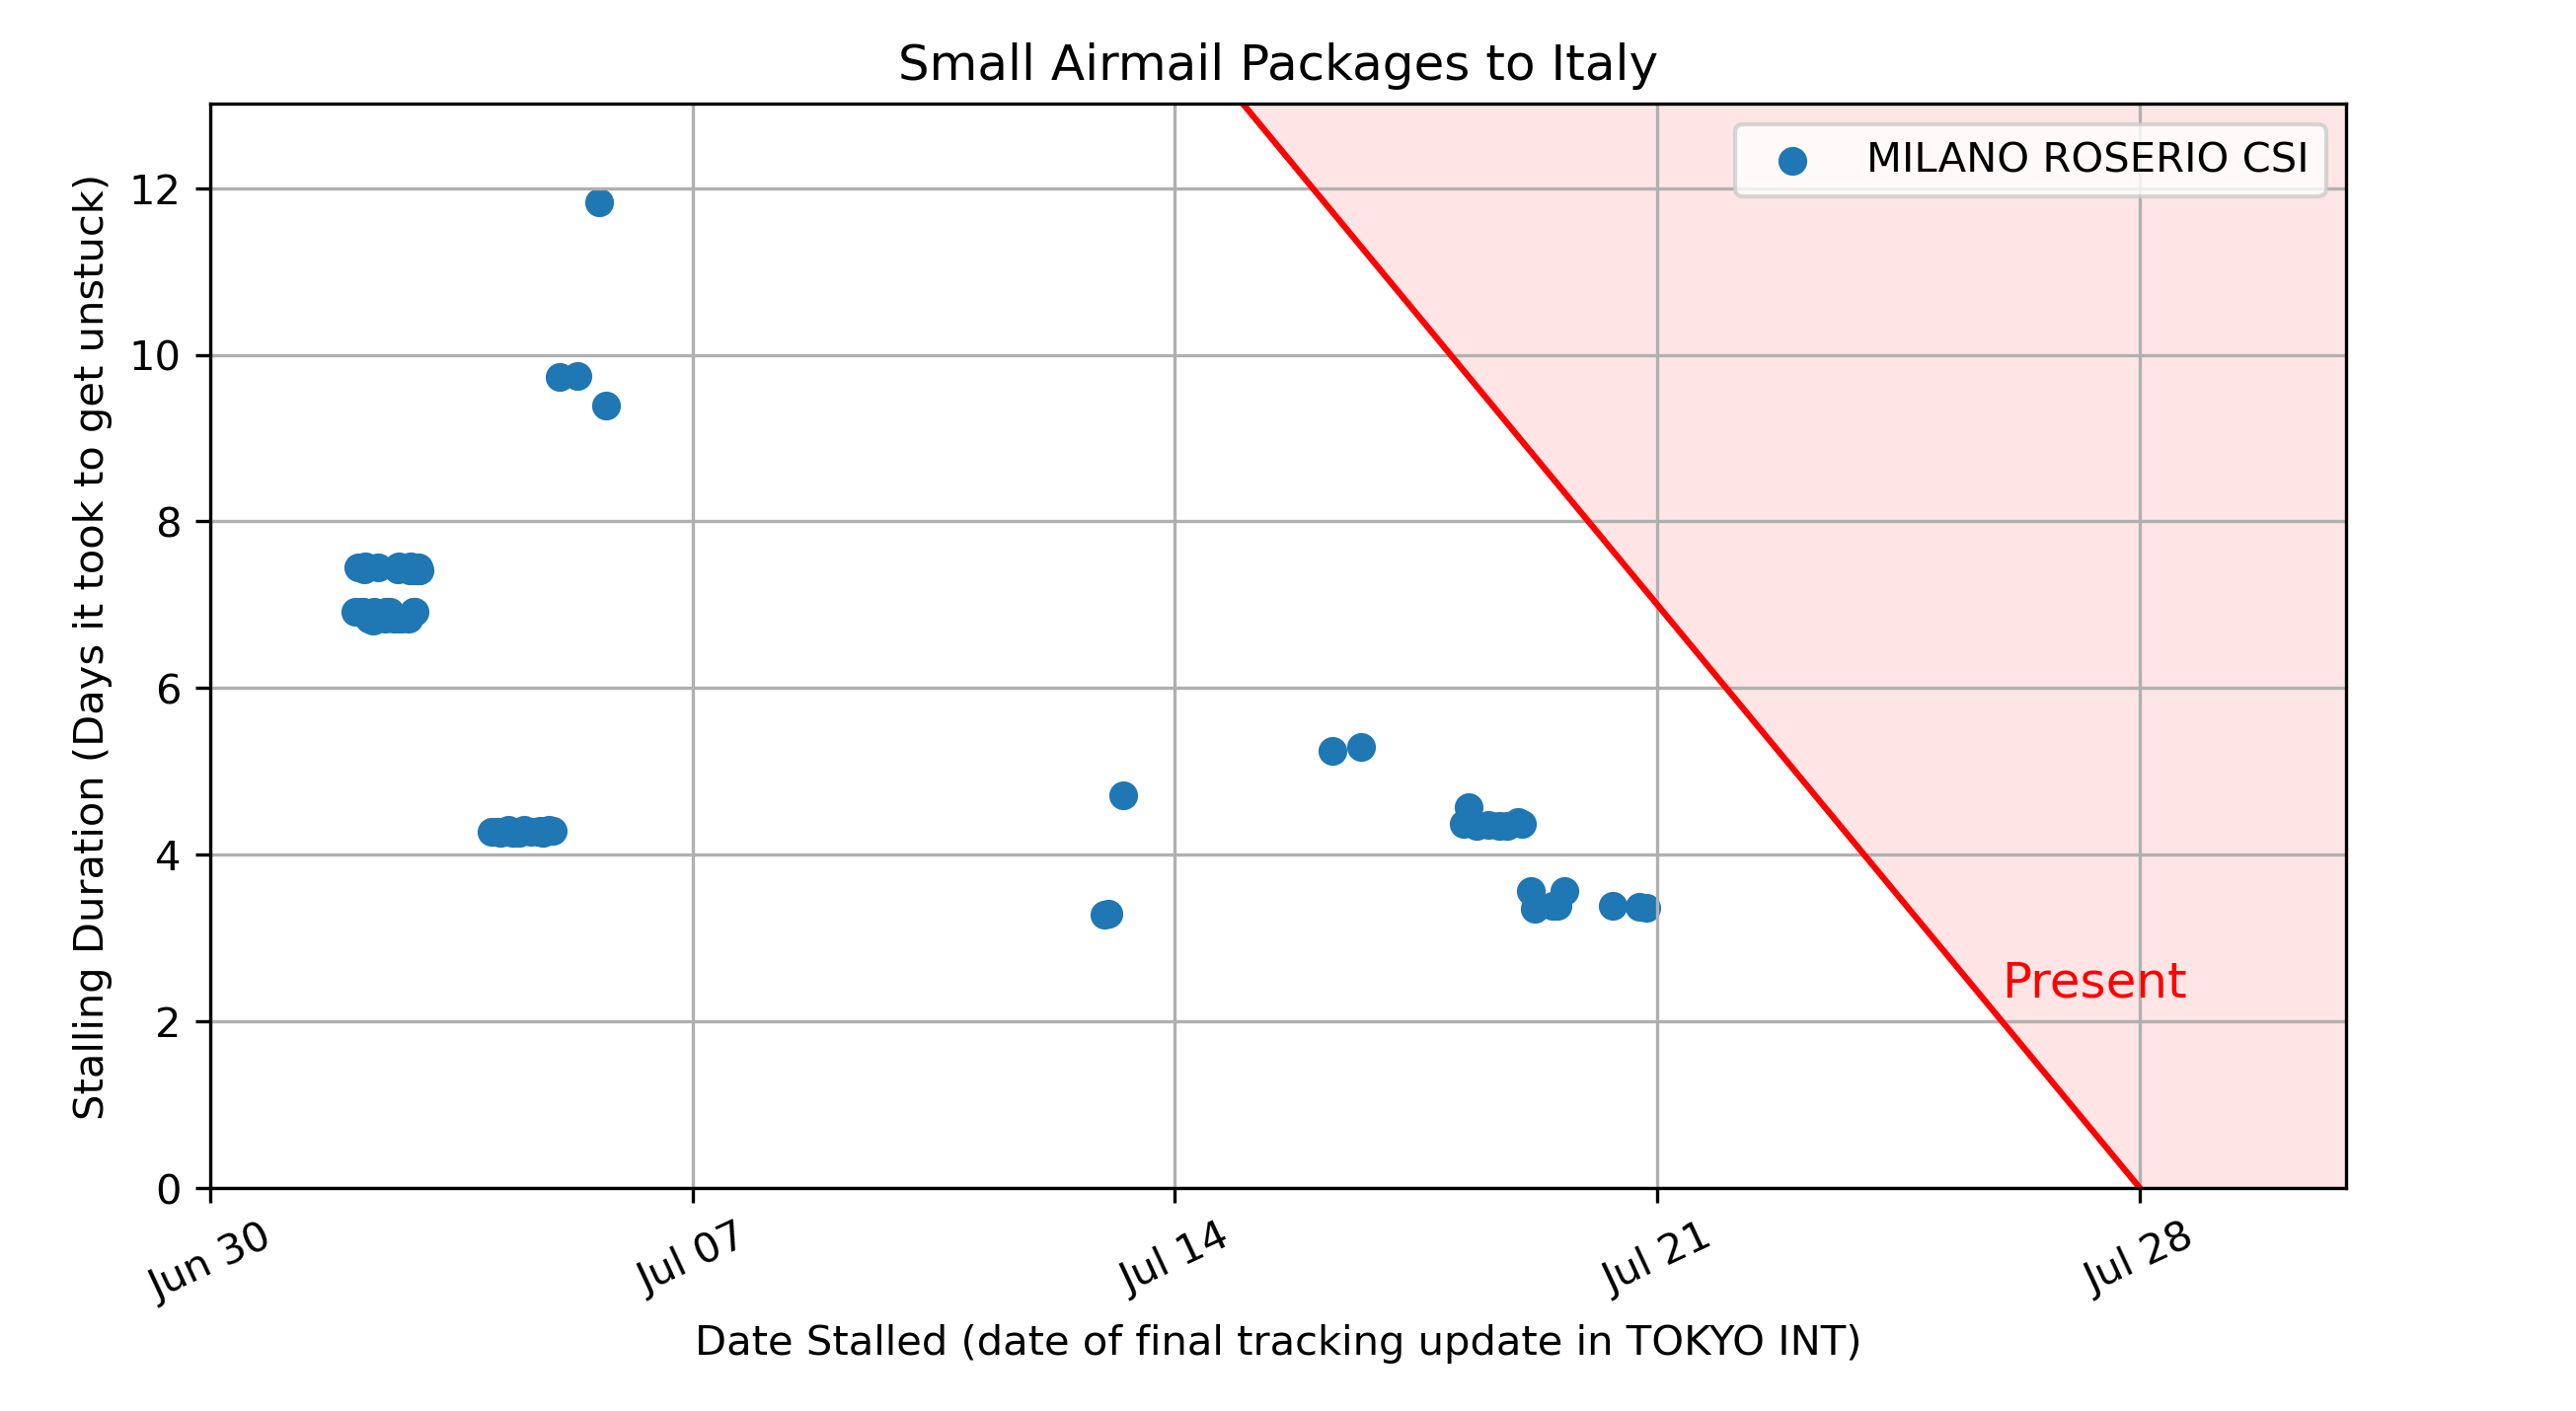 Small Airmail Packages to Italy
MILANO ROSERIO CSI
Stalling Duration (Days it took to get unstuck)
12
10
8
6
4
2
0
Present
Jun 30
Jul 07
Jul 14
Jul 21
Jul 28
Date Stalled (date of final tracking update in TOKYO INT)